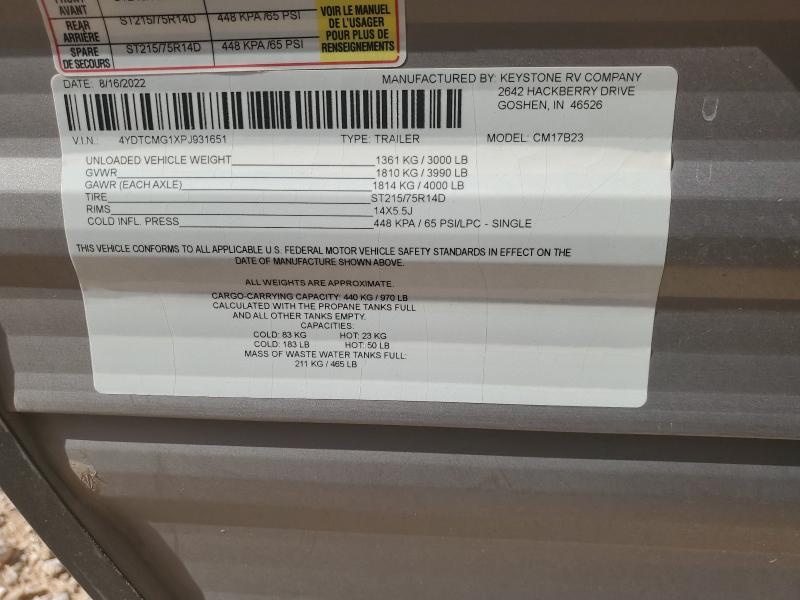 FRONT
AVANT
REAR ST215/75R14D 448 KPA /65 PSI
ARRIÈRE
SPARE ST215/75R14D 448 KPA /65 PSI
DE SECOURS
VOIR LE MANUEL
DE L'USAGER
POUR PLUS DE
RENSEIGNEMENTS
DATE: 8/16/2022
MANUFACTURED BY: KEYSTONE RV COMPANY
2642 HACKBERRY DRIVE
GOSHEN, IN 46526
V.I.N.: 4YDTCMG1XPJ931651 TYPE: TRAILER MODEL: CM17B23
UNLOADED VEHICLE WEIGHT 1361 KG / 3000 LB
GVWR 1810 KG / 3990 LB
GAWR (EACH AXLE) 1814 KG / 4000 LB
TIRE ST215/75R14D
RIMS 14X5.5J
COLD INFL. PRESS 448 KPA / 65 PSI/LPC - SINGLE
THIS VEHICLE CONFORMS TO ALL APPLICABLE U.S. FEDERAL MOTOR VEHICLE SAFETY STANDARDS IN EFFECT ON THE
DATE OF MANUFACTURE SHOWN ABOVE.
ALL WEIGHTS ARE APPROXIMATE.
CARGO-CARRYING CAPACITY: 440 KG / 970 LB
CALCULATED WITH THE PROPANE TANKS FULL
AND ALL OTHER TANKS EMPTY.
CAPACITIES:
COLD: 83 KG HOT: 23 KG
COLD: 183 LB HOT: 50 LB
MASS OF WASTE WATER TANKS FULL:
211 KG / 465 LB